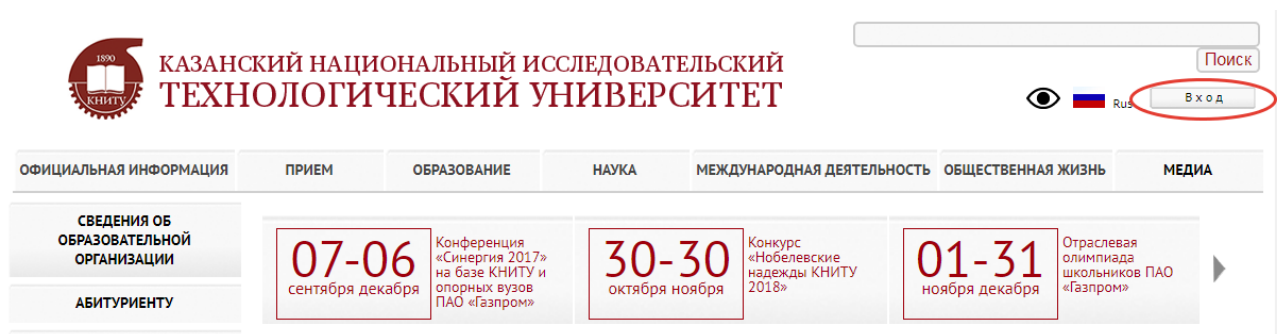 1890
КНИТУ
КАЗАНСКИЙ НАЦИОНАЛЬНЫЙ ИССЛЕДОВАТЕЛЬСКИЙ
ТЕХНОЛОГИЧЕСКИЙ УНИВЕРСИТЕТ
Поиск
Rus
Вход
ОФИЦИАЛЬНАЯ ИНФОРМАЦИЯ
ПРИЕМ
ОБРАЗОВАНИЕ
НАУКА
МЕЖДУНАРОДНАЯ ДЕЯТЕЛЬНОСТЬ
ОБЩЕСТВЕННАЯ ЖИЗНЬ
МЕДИА
СВЕДЕНИЯ ОБ
ОБРАЗОВАТЕЛЬНОЙ
ОРГАНИЗАЦИИ
АБИТУРИЕНТУ
07-06
сентября декабря
Конференция
«Синергия 2017»
на базе КНИТУ и
опорных вузов
ПАО «Газпром»
30-30
октября ноября
Конкурс
«Нобелевские
надежды КНИТУ
2018»
01-31
ноября декабря
Отраслевая
олимпиада
школьников ПАО
«Газпром»